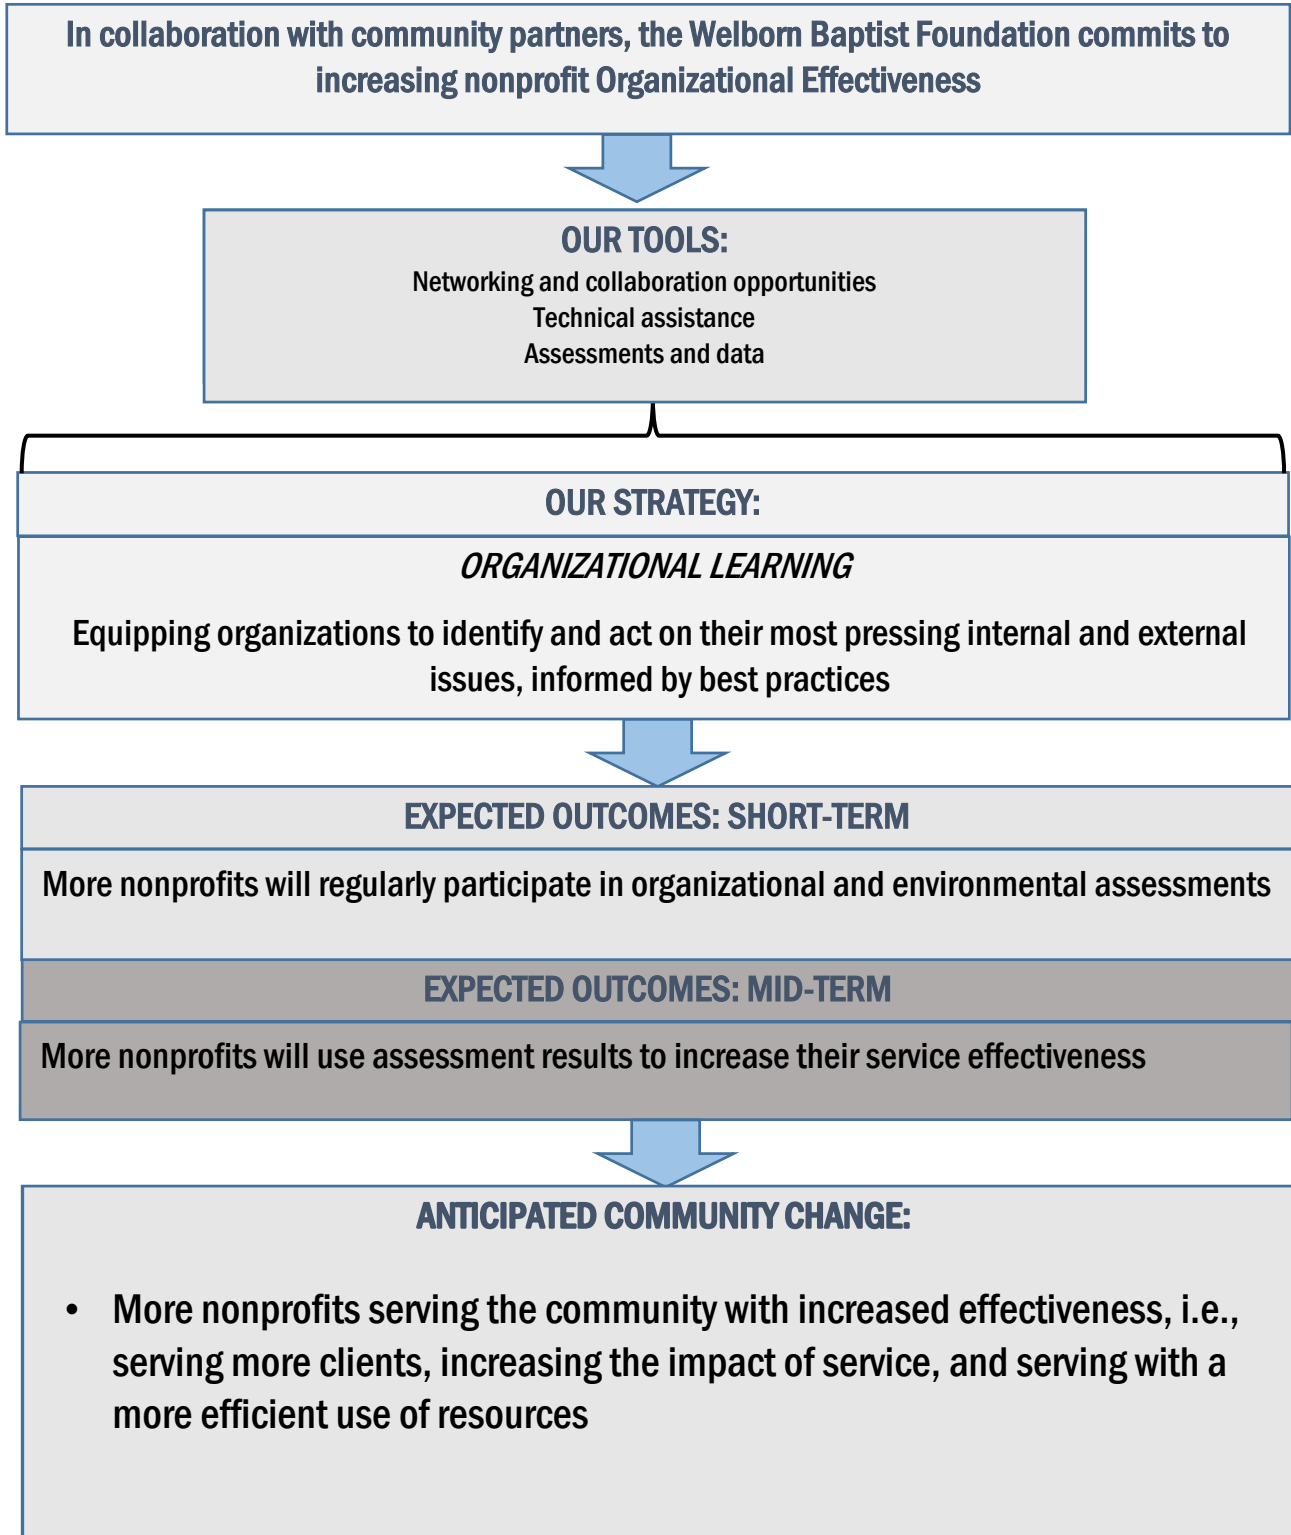 In collaboration with community partners, the Welborn Baptist Foundation commits to
increasing nonprofit Organizational Effectiveness
OUR TOOLS:
Networking and collaboration opportunities
Technical assistance
Assessments and data
OUR STRATEGY:
ORGANIZATIONAL LEARNING
Equipping organizations to identify and act on their most pressing internal and external
issues, informed by best practices
EXPECTED OUTCOMES: SHORT-TERM
More nonprofits will regularly participate in organizational and environmental assessments
EXPECTED OUTCOMES: MID-TERM
More nonprofits will use assessment results to increase their service effectiveness
ANTICIPATED COMMUNITY CHANGE:
• More nonprofits serving the community with increased effectiveness, i.e.,
serving more clients, increasing the impact of service, and serving with a
more efficient use of resources